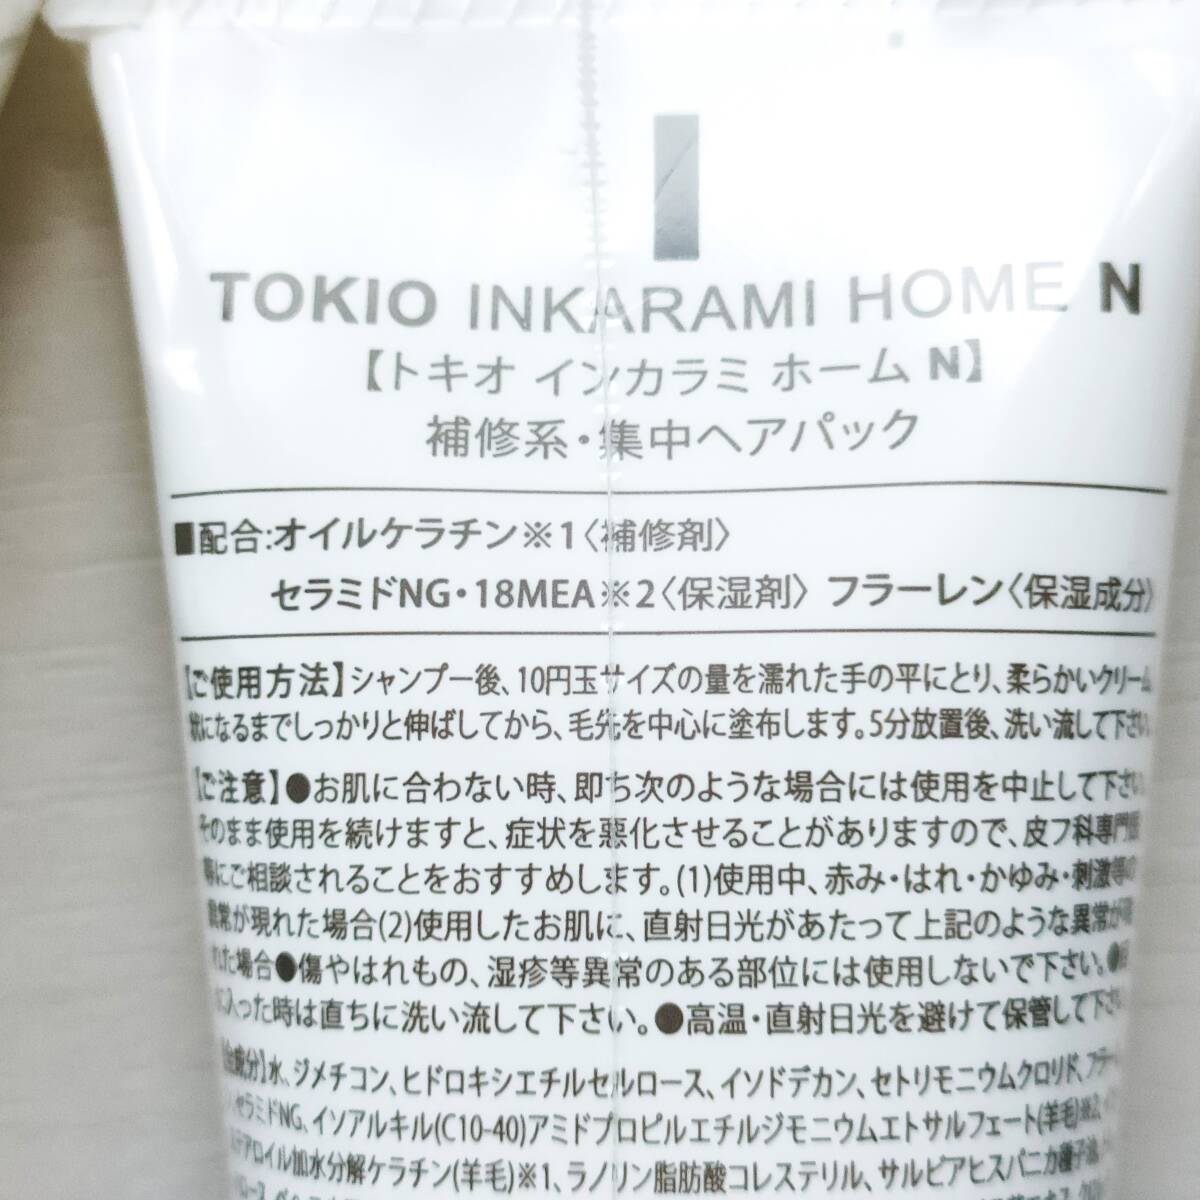 TOKIO INKARAMI HOME N
【トキオ インカラミ ホーム N】
補修系・集中ヘアパック
■配合:オイルケラチン※1〈補修剤〉
セラミドNG・18MEA※2〈保湿剤〉 フラーレン〈保湿成分〉
【ご使用方法】シャンプー後、10円玉サイズの量を濡れた手の平にとり、柔らかいクリーム
状になるまでしっかりと伸ばしてから、毛先を中心に塗布します。5分放置後、洗い流して下さい。
【ご注意】●お肌に合わない時、即ち次のような場合には使用を中止して下さい。
そのまま使用を続けますと、症状を悪化させることがありますので、皮フ科専門医
等にご相談されることをおすすめします。(1)使用中、赤み・はれ・かゆみ・刺激等の
異常が現れた場合(2)使用したお肌に、直射日光があたって上記のような異常が現
れた場合●傷やはれもの、湿疹等異常のある部位には使用しないで下さい。●
に入った時は直ちに洗い流して下さい。●高温・直射日光を避けて保管して下さい
成分】水、ジメチコン、ヒドロキシエチルセルロース、イソドデカン、セトリモニウムクロリド、フラー
セラミドNG、イソアルキル(C10-40)アミドプロピルエチルジモニウムエトサルフェート(羊毛)※2、
テアロイル加水分解ケラチン(羊毛)※1、ラノリン脂肪酸コレステリル、サルビアヒスパニカ種子油、